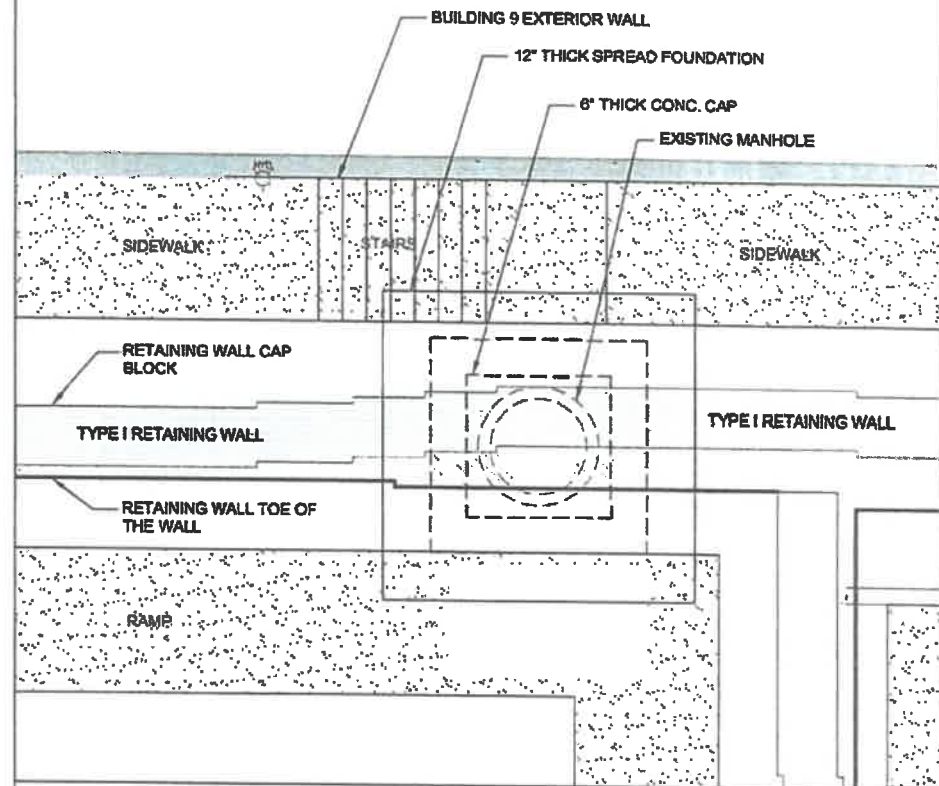 BUILDING 9 EXTERIOR WALL
12" THICK SPREAD FOUNDATION
6" THICK CONC. CAP
EXISTING MANHOLE
SIDEWALK
STAIRS
SIDEWALK
RETAINING WALL CAP
BLOCK
TYPE I RETAINING WALL
TYPE I RETAINING WALL
RETAINING WALL TOE OF
THE WALL
RAMP